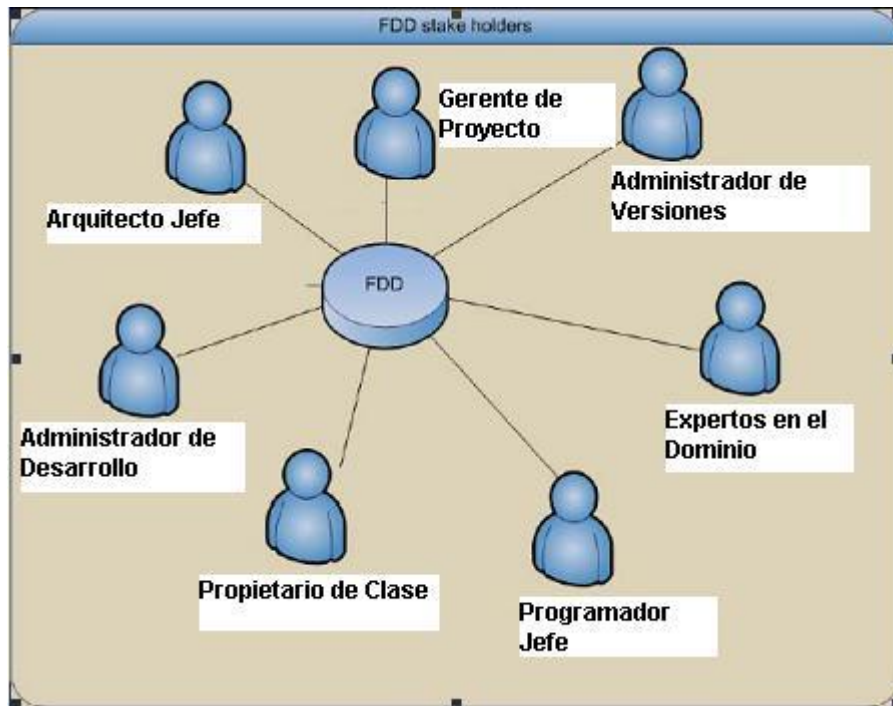 FDD stake holders
Gerente de
Proyecto
Administrador de
Versiones
Arquitecto Jefe
FDD
Administrador de
Desarrollo
Expertos en el
Dominio
Propietario de Clase
Programador
Jefe